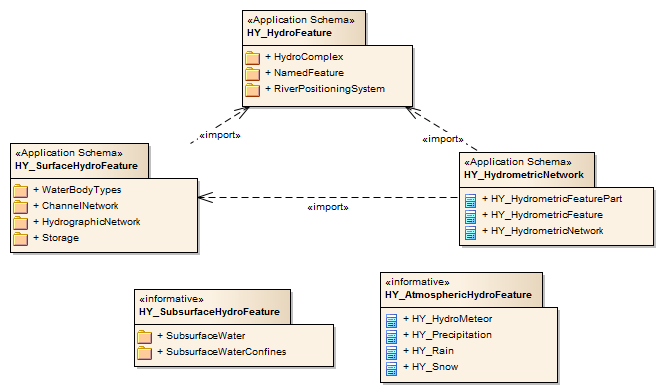 «Application Schema»
HY_HydroFeature
+ HydroComplex
+ NamedFeature
+ RiverPositioningSystem
«import»
«import»
«Application Schema»
HY_SurfaceHydroFeature
+ WaterBodyTypes
+ ChannelNetwork
+ HydrographicNetwork
+ Storage
«Application Schema»
HY_HydrometricNetwork
+ HY_HydrometricFeaturePart
+ HY_HydrometricFeature
+ HY_HydrometricNetwork
«import»
«informative»
HY_SubsurfaceHydroFeature
+ SubsurfaceWater
+ SubsurfaceWaterConfines
«informative»
HY_AtmosphericHydroFeature
+ HY_HydroMeteor
+ HY_Precipitation
+ HY_Rain
+ HY_Snow